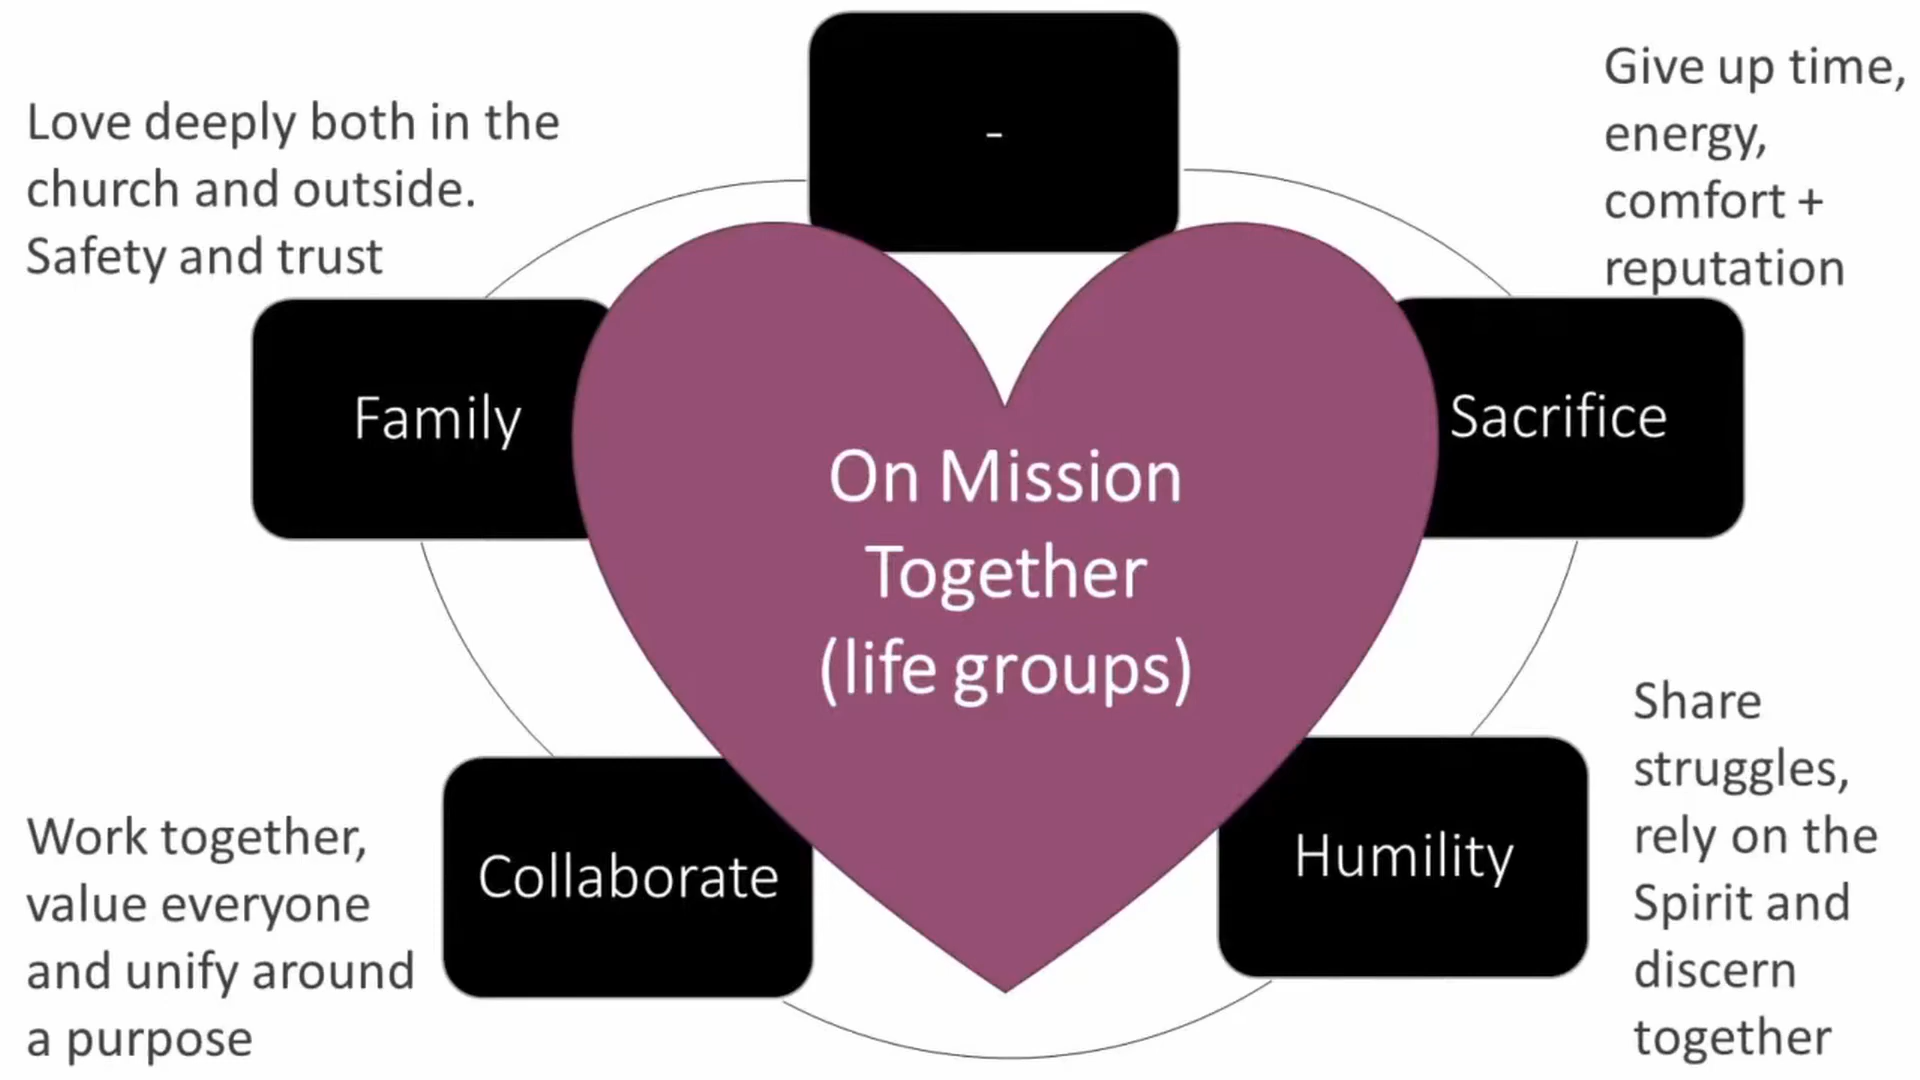 -
Love deeply both in the
church and outside.
Safety and trust
Give up time,
energy,
comfort +
reputation
Family
Sacrifice
On Mission
Together
(life groups)
Collaborate
Humility
Work together,
value everyone
and unify around
a purpose
Share
struggles,
rely on the
Spirit and
discern
together